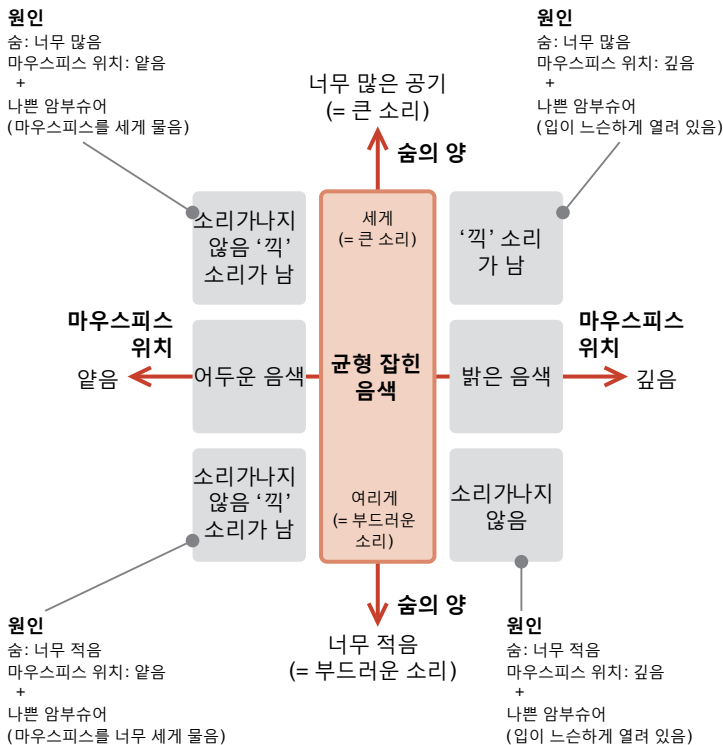 원인
숨: 너무 많음
마우스피스 위치: 얕음
+
나쁜 암부슈어
(마우스피스를 세게 물음)
원인
숨: 너무 많음
마우스피스 위치: 깊음
+
나쁜 암부슈어
(입이 느슨하게 열려 있음)
너무 많은 공기
(= 큰 소리)
숨의 양
소리가나지
않음 ‘끽’
소리가 남
세게
(= 큰 소리)
‘끽’ 소리
가 남
마우스피스
위치
얕음
어두운 음색
균형 잡힌
음색
밝은 음색
마우스피스
위치
깊음
소리가나지
않음 ‘끽’
소리가 남
여리게
(= 부드러운
소리)
소리가나지
않음
숨의 양
너무 적음
(= 부드러운 소리)
원인
숨: 너무 적음
마우스피스 위치: 얕음
+
나쁜 암부슈어
(마우스피스를 너무 세게 물음)
원인
숨: 너무 적음
마우스피스 위치: 깊음
+
나쁜 암부슈어
(입이 느슨하게 열려 있음)